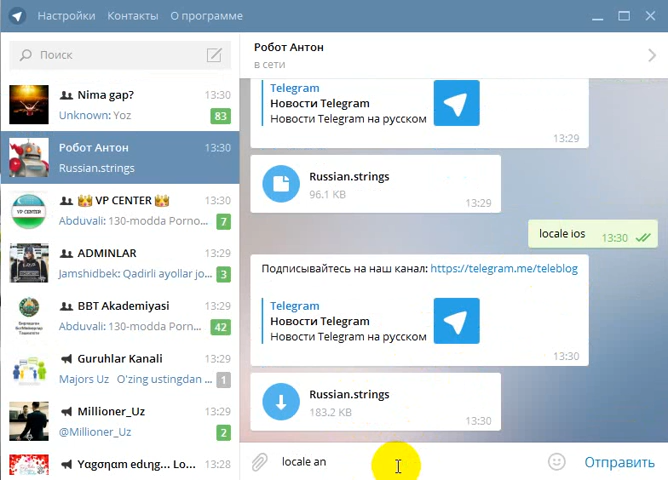 Настройки Контакты О программе
Поиск
Nima gap? 13:30
Unknown: Yoz 83
Робот Антон 13:30
Russian.strings
VP CENTER 13:30
Abduvali: 130-modda Porno... 7
ADMINLAR 13:29
Jamshidbek: Qadirli ayollar jo... 3
BBT Akademiyasi 13:29
Abduvali: 130-modda Porn... 42
Guruhlar Kanali 13:29
Majors Uz O'zing ustingdan ... 1
Millioner_Uz 13:29
@Millioner_Uz 2
Yαgσηαm edιηg... Lo... 13:28
Робот Антон
в сети
Telegram
Новости Telegram
Новости Telegram на русском
13:29
Russian.strings
96.1 KB
13:29
locale ios 13:30
Подписывайтесь на наш канал: https://telegram.me/teleblog
Telegram
Новости Telegram
Новости Telegram на русском
13:30
Russian.strings
183.2 KB
13:30
locale an
Отправить